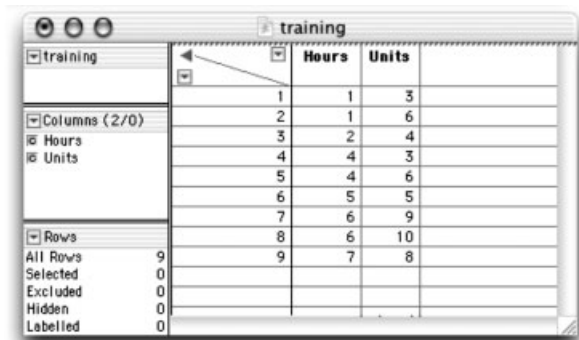 training
training
Columns (2/0)
Hours
Units
Rows
All Rows 9
Selected 0
Excluded 0
Hidden 0
Labelled 0
Hours Units
1 1 3
2 1 6
3 2 4
4 4 3
5 4 6
6 5 5
7 6 9
8 6 10
9 7 8